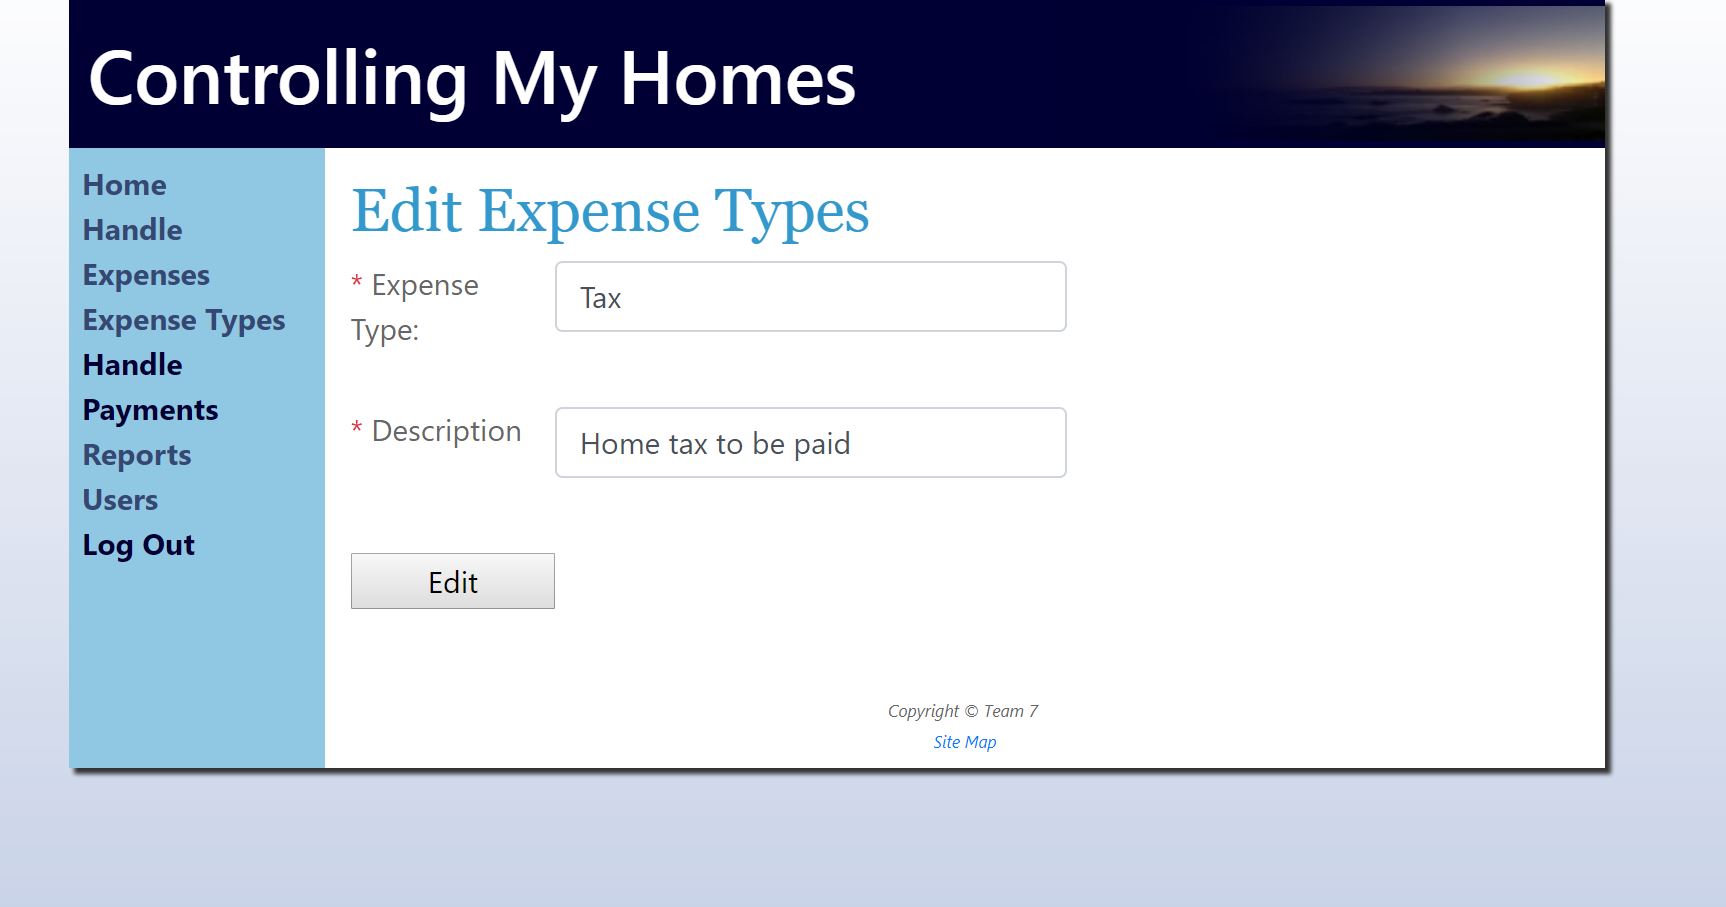 Controlling My Homes
Home
Handle
Expenses
Expense Types
Handle
Payments
Reports
Users
Log Out
Edit Expense Types
* Expense
Type:
Tax
* Description
Home tax to be paid
Edit
Copyright © Team 7
Site Map